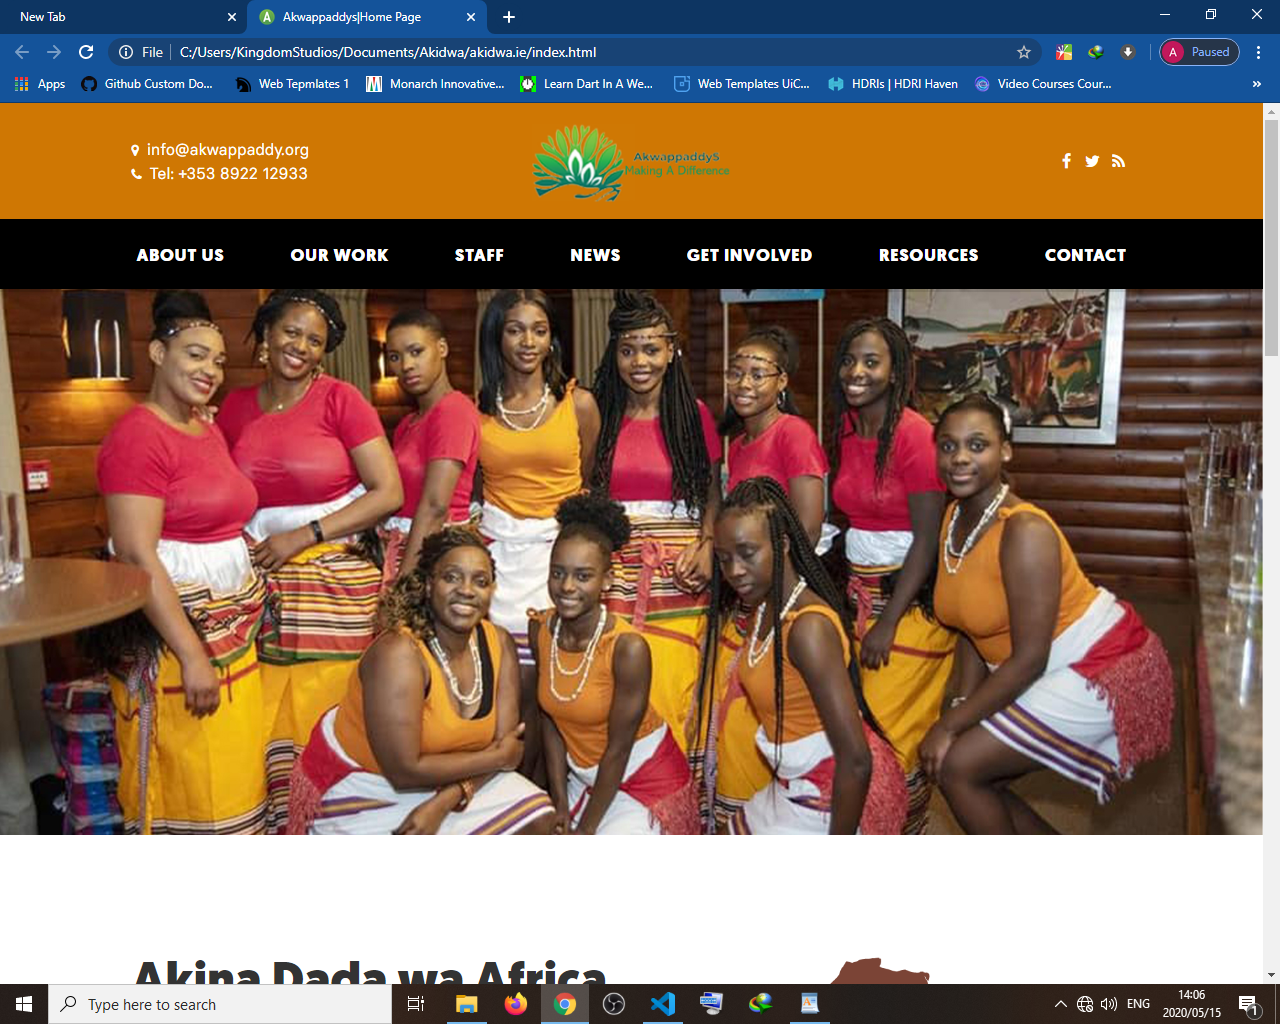 New Tab
Akwappaddys|Home Page
File
C:/Users/KingdomStudios/Documents/Akidwa/akidwa.ie/index.html
A
Paused
Apps
Github Custom Do...
Web Tepmlates 1
Monarch Innovative...
Learn Dart In A We...
Web Templates UiC...
HDRIs | HDRI Haven
Video Courses Cour...
»
info@akwappaddy.org
Tel: +353 8922 12933
AkwappaddyS
Making A Difference
ABOUT US
OUR WORK
STAFF
NEWS
GET INVOLVED
RESOURCES
CONTACT
Akina Dada wa Africa
Type here to search
ENG
14:06
2020/05/15
1